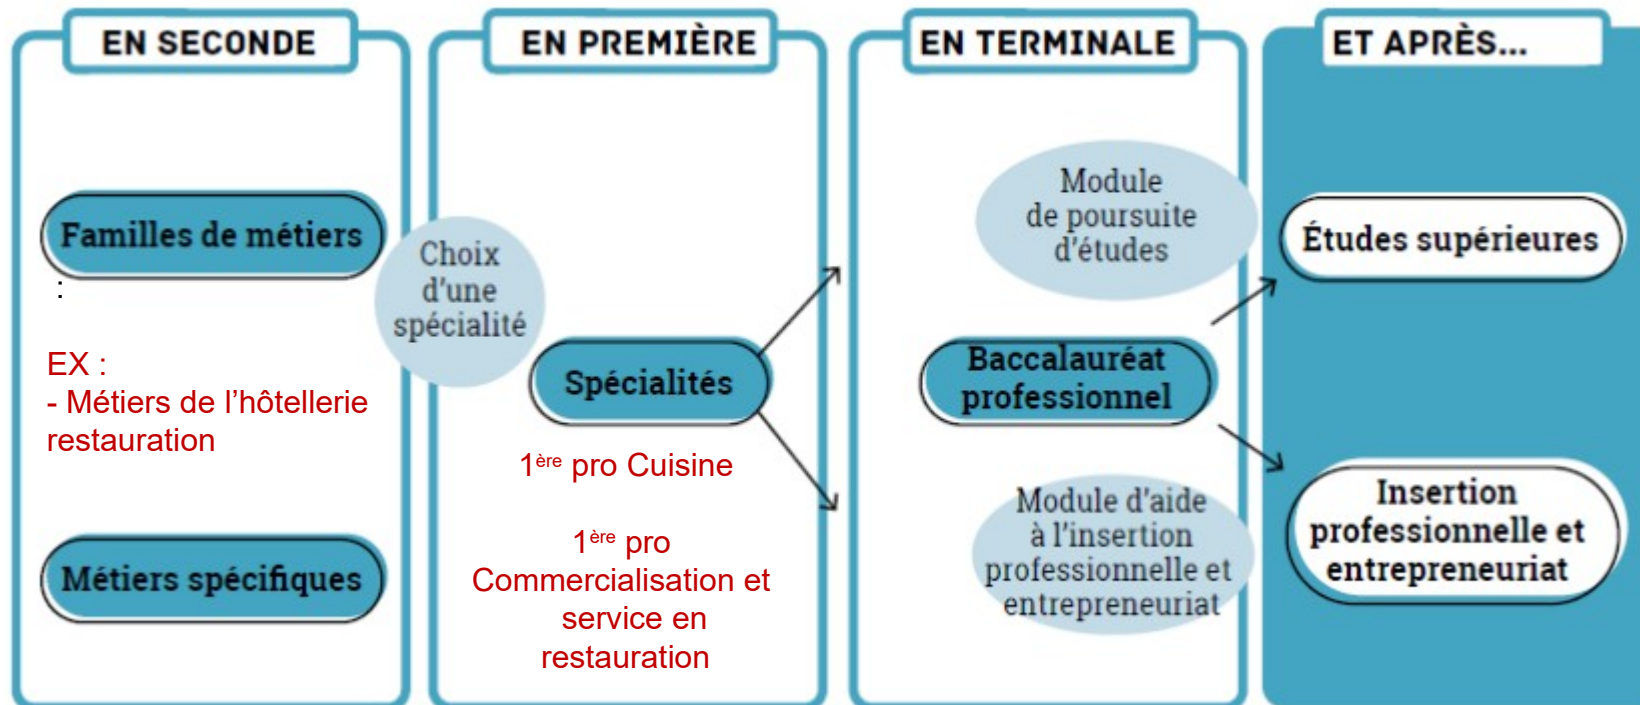 EN SECONDE
Familles de métiers
:
EX :
- Métiers de l’hôtellerie
restauration
Métiers spécifiques
Choix
d’une
spécialité
EN PREMIÈRE
Spécialités
1ère pro Cuisine
1ère pro
Commercialisation et
service en
restauration
EN TERMINALE
Module
de poursuite
d’études
Baccalauréat
professionnel
Module d’aide
à l’insertion
professionnelle et
entrepreneuriat
ET APRÈS...
Études supérieures
Insertion
professionnelle et
entrepreneuriat